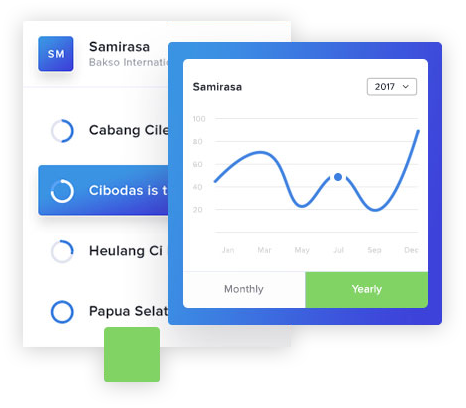 SM
Samirasa
Bakso Internati
Cabang Cile
Cibodas is t
Heulang Ci
Papua Selat
Samirasa
2017
100
80
60
40
20
Jan Mar May Jul Sep Dec
Monthly Yearly